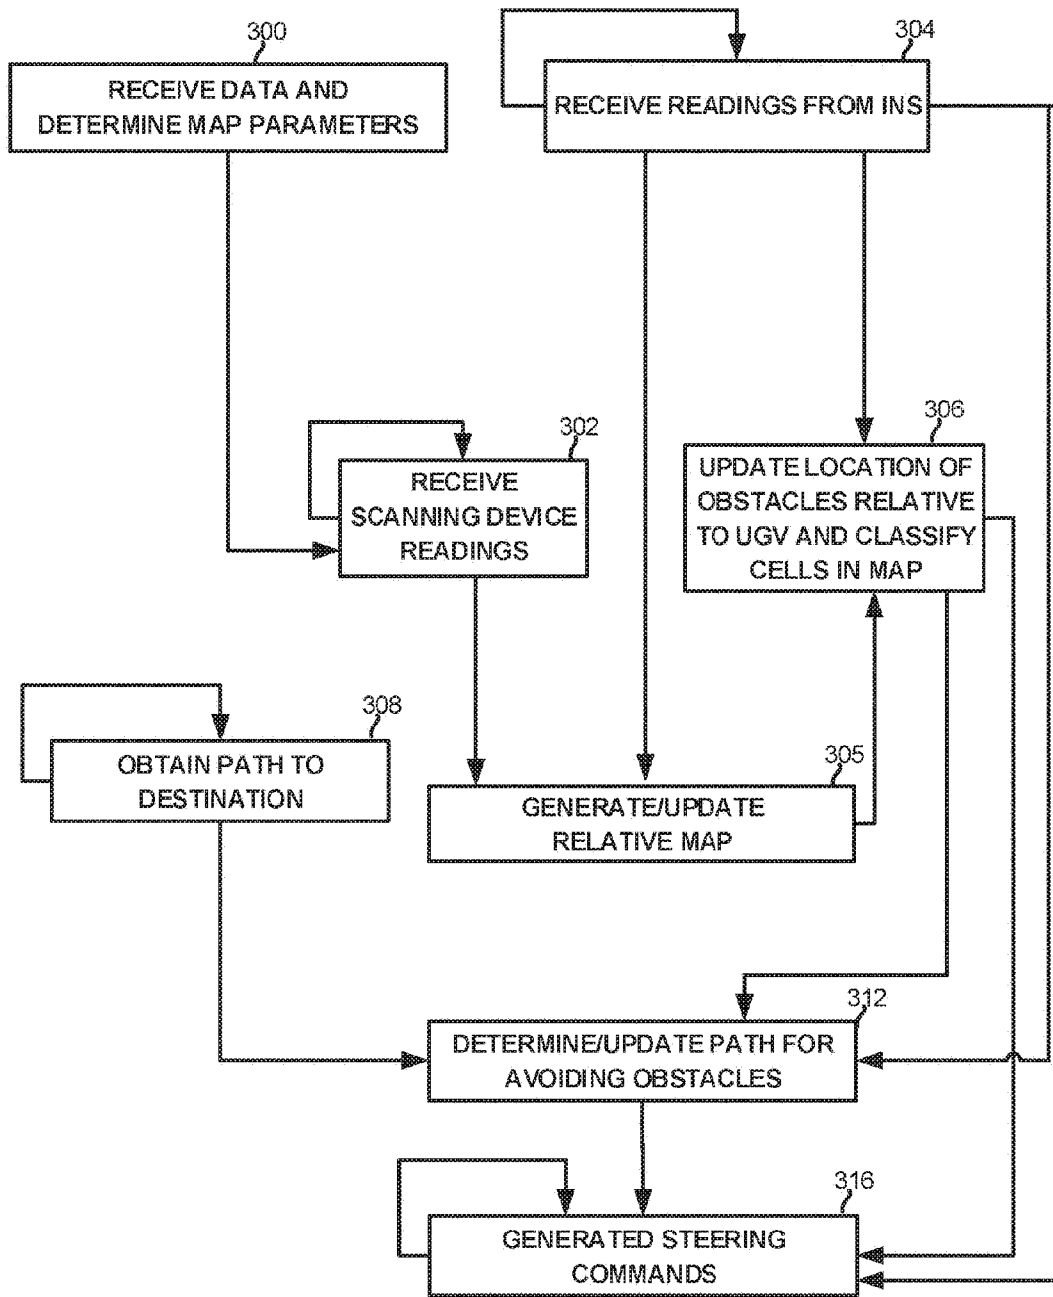 300
RECEIVE DATA AND
DETERMINE MAP PARAMETERS
304
RECEIVE READINGS FROM INS
302
RECEIVE
SCANNING DEVICE
READINGS
306
UPDATE LOCATION OF
OBSTACLES RELATIVE
TO UGV AND CLASSIFY
CELLS IN MAP
308
OBTAIN PATH TO
DESTINATION
305
GENERATE/UPDATE
RELATIVE MAP
312
DETERMINE/UPDATE PATH FOR
AVOIDING OBSTACLES
316
GENERATED STEERING
COMMANDS